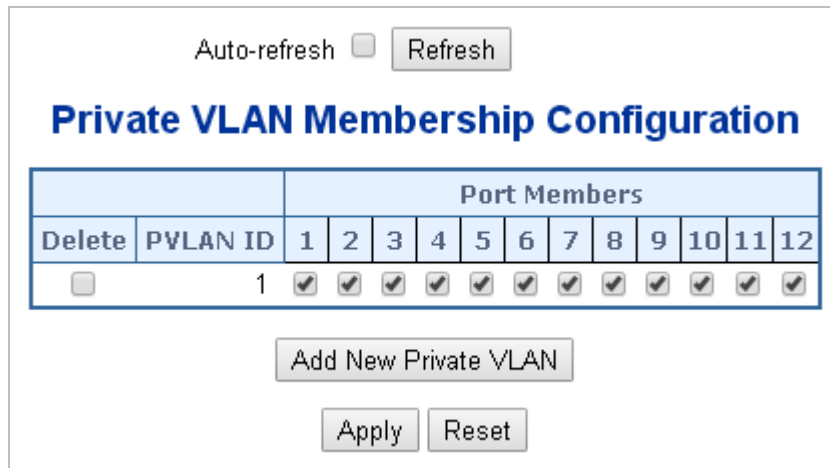 Auto-refresh Refresh
Private VLAN Membership Configuration
Port Members
Delete PVLAN ID 1 2 3 4 5 6 7 8 9 10 11 12
1
Add New Private VLAN
Apply Reset